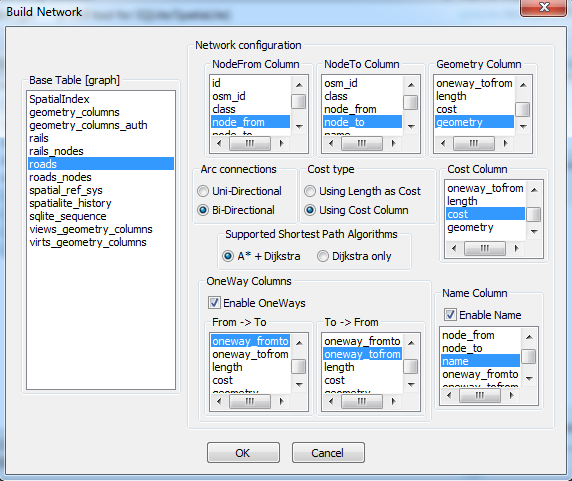 Build Network
Network configuration
Base Table [graph]
SpatialIndex
geometry_columns
geometry_columns_auth
rails
rails_nodes
roads
roads_nodes
spatial_ref_sys
spatialite_history
sqlite_sequence
views_geometry_columns
virts_geometry_columns
NodeFrom Column
id
osm_id
class
node_from
node_to
NodeTo Column
osm_id
class
node_from
node_to
name
Geometry Column
oneway_tofrom
length
cost
geometry
Arc connections
Uni-Directional
Bi-Directional
Cost type
Using Length as Cost
Using Cost Column
Cost Column
oneway_tofrom
length
cost
geometry
Supported Shortest Path Algorithms
A* + Dijkstra
Dijkstra only
OneWay Columns
Enable OneWays
From -> To
oneway_fromto
oneway_tofrom
length
cost
geometry
To -> From
oneway_fromto
oneway_tofrom
length
cost
geometry
Name Column
Enable Name
node_from
node_to
name
oneway_fromto
oneway_tofrom
OK
Cancel